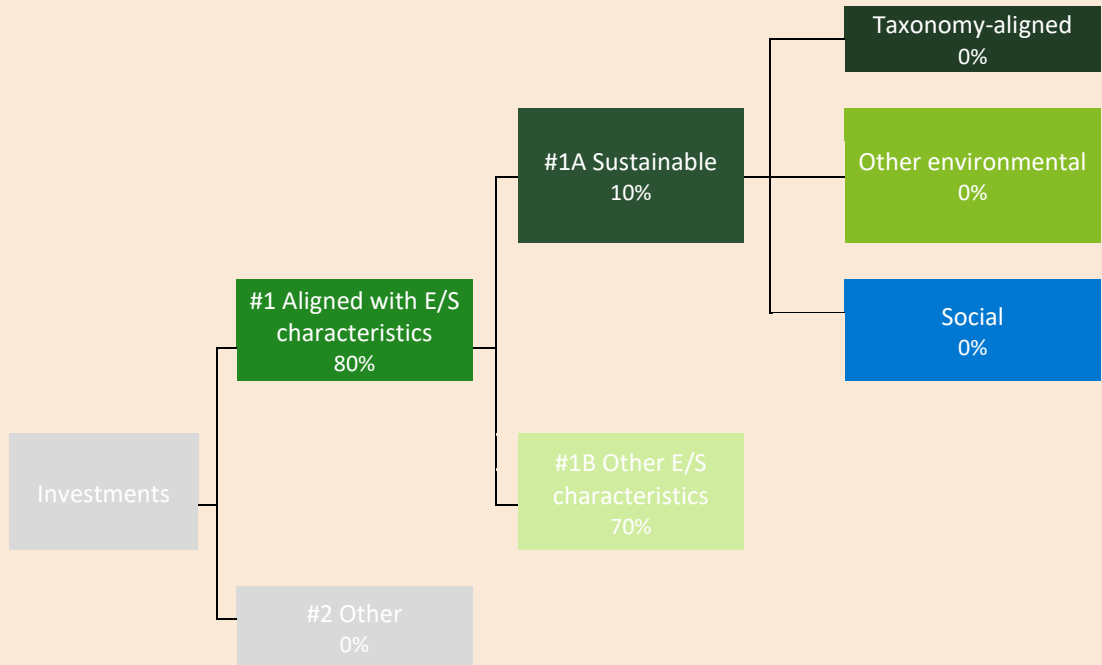 Taxonomy-aligned
0%
#1A Sustainable
10%
Other environmental
0%
#1 Aligned with E/S
characteristics
80%
Social
0%
Investments
#1B Other E/S
characteristics
70%
#2 Other
0%